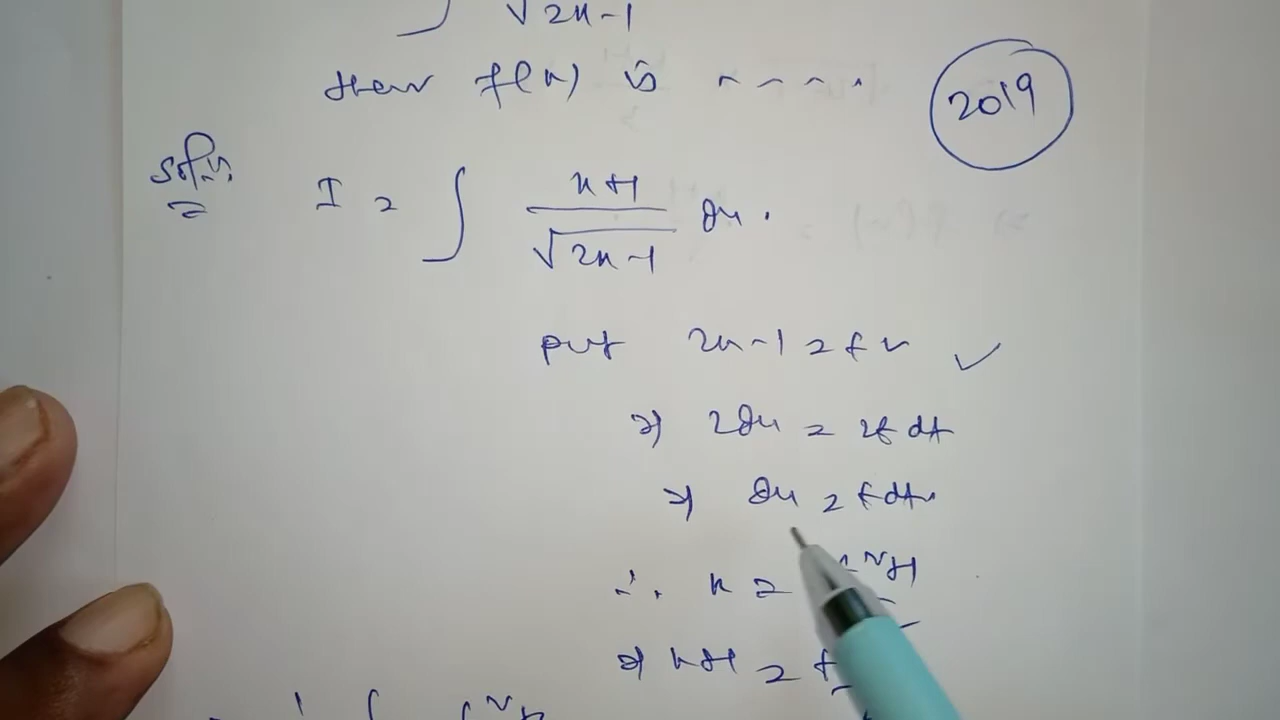 ∫ √2x-1
then f(x) is - - - -
2019
Soln.
I = ∫ x+1 / √2x-1 dx.
put 2x-1 = t² ✓
⇒ 2dx = 2t dt
⇒ dx = t dt
∴ x =
⇒ x+1 =